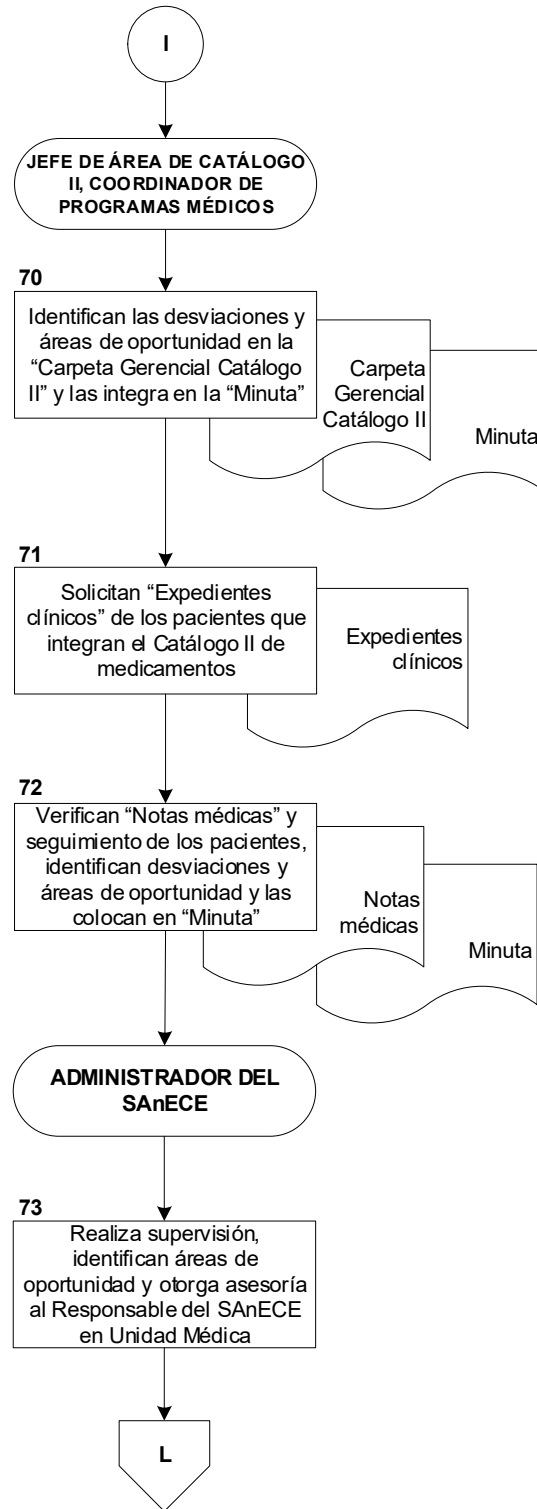 I
JEFE DE ÁREA DE CATÁLOGO
II, COORDINADOR DE
PROGRAMAS MÉDICOS
70
Identifican las desviaciones y
áreas de oportunidad en la
“Carpeta Gerencial Catálogo
II” y las integra en la “Minuta”
Carpeta
Gerencial
Catálogo II
Minuta
71
Solicitan “Expedientes
clínicos” de los pacientes que
integran el Catálogo II de
medicamentos
Expedientes
clínicos
72
Verifican “Notas médicas” y
seguimiento de los pacientes,
identifican desviaciones y
áreas de oportunidad y las
colocan en “Minuta”
Notas
médicas
Minuta
ADMINISTRADOR DEL
SAnECE
73
Realiza supervisión,
identifican áreas de
oportunidad y otorga asesoría
al Responsable del SAnECE
en Unidad Médica
L